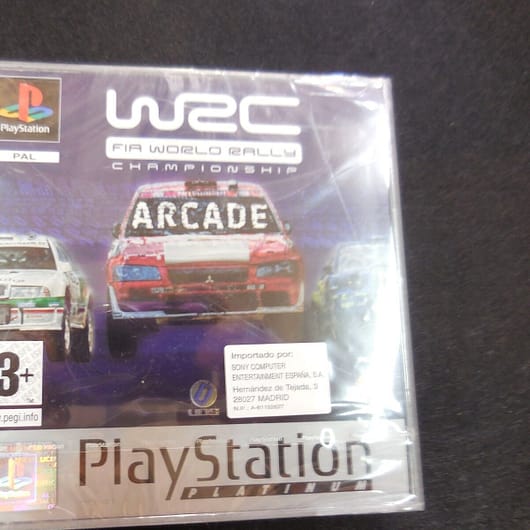 PlayStation
PAL
WRC
FIA WORLD RALLY
CHAMPIONSHIP
ARCADE
3+
.pegi.info
Importado por:
SONY COMPUTER
ENTERTAINMENT ESPAÑA, S.A.
Hernández de Tejada, 3
28027 MADRID
PlayStation
PLATINUM